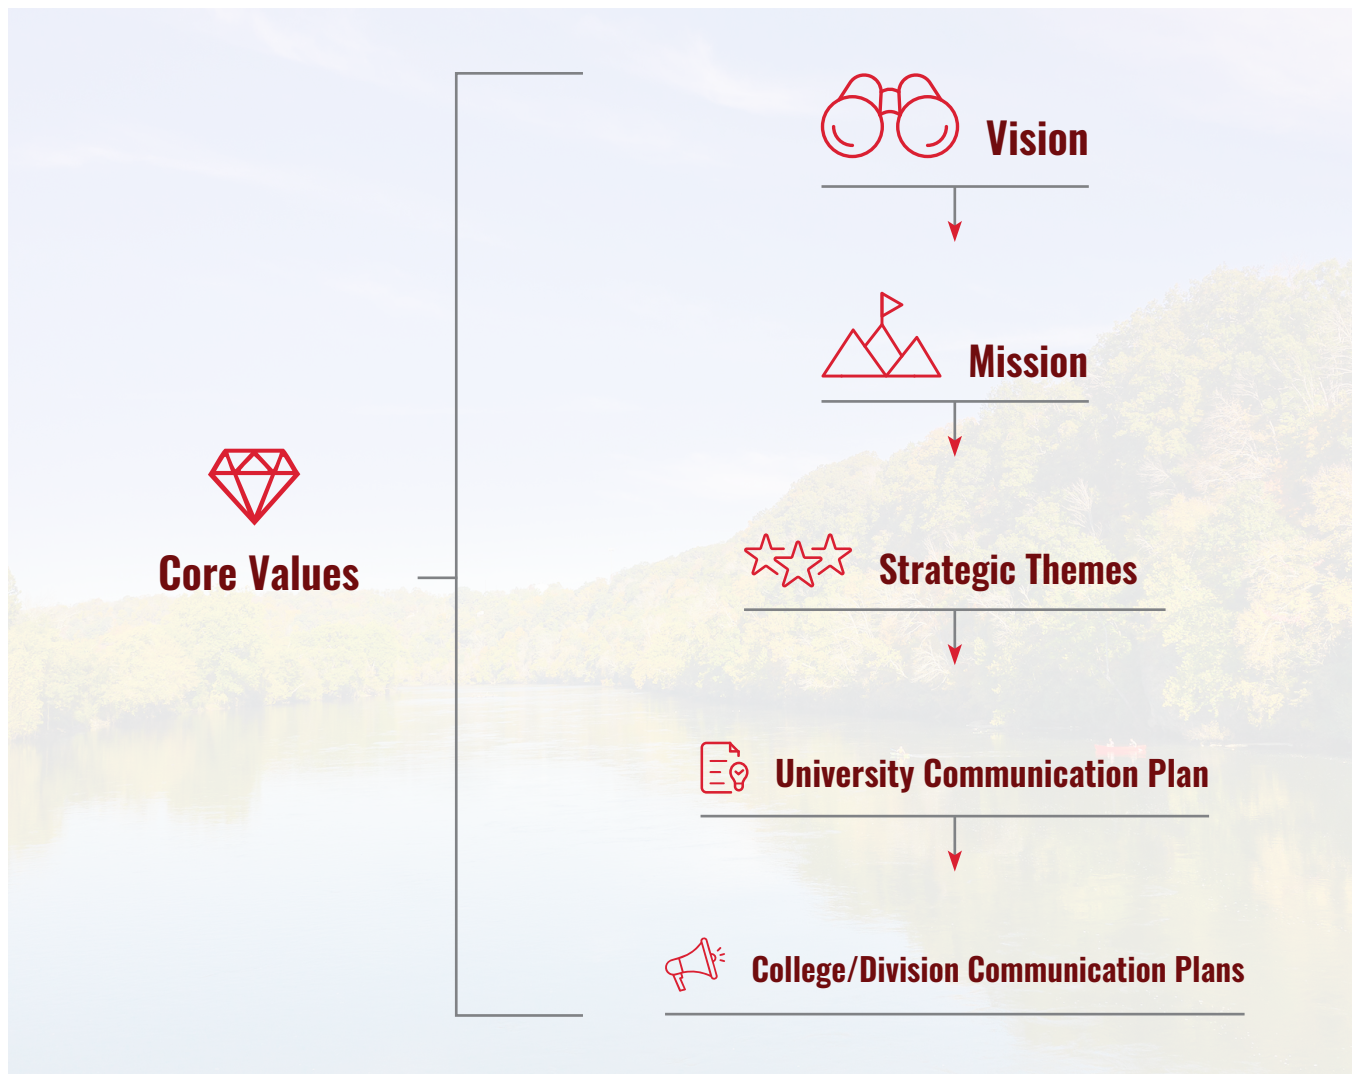 Vision
Mission
Core Values
Strategic Themes
University Communication Plan
College/Division Communication Plans